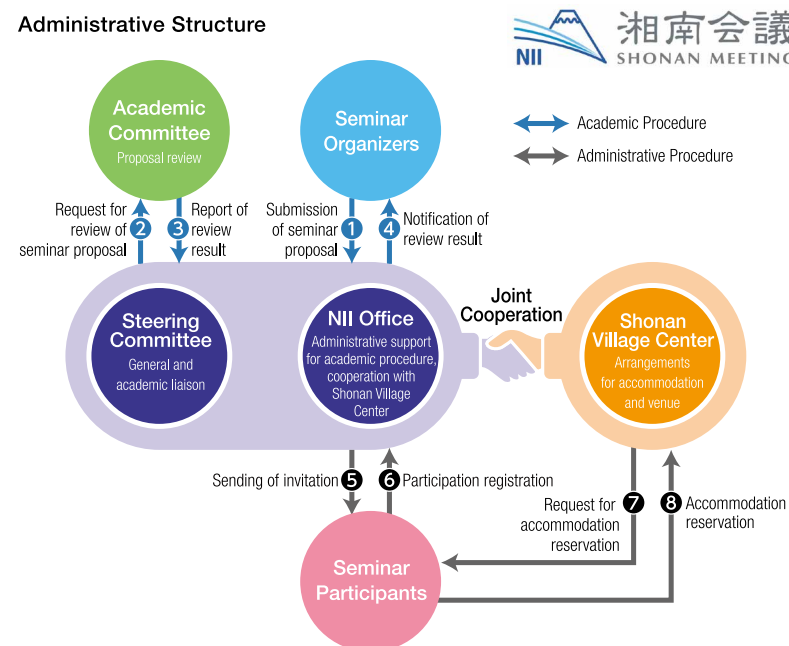 Administrative Structure
NII
湘南会議
SHONAN MEETING
Academic
Committee
Proposal review
Seminar
Organizers
Academic Procedure
Administrative Procedure
Request for
review of
seminar proposal
2
3
Report of
review
result
Submission
of seminar
proposal
1
4
Notification of
review result
Steering
Committee
General and
academic liaison
NII Office
Administrative support
for academic procedure,
cooperation with
Shonan Village
Center
Joint
Cooperation
Shonan
Village Center
Arrangements
for accommodation
and venue
Sending of invitation
5
6
Participation registration
Request for
accommodation
reservation
7
8
Accommodation
reservation
Seminar
Participants